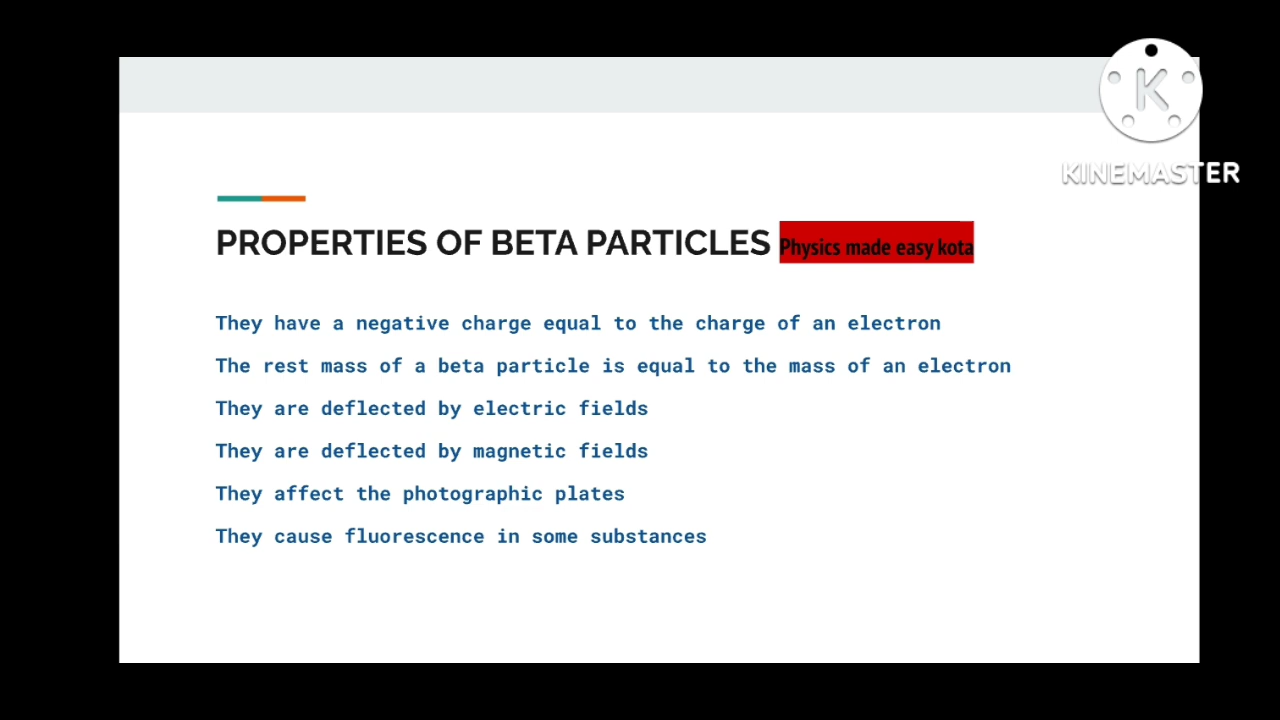 K
KINEMASTER
PROPERTIES OF BETA PARTICLES Physics made easy kota
They have a negative charge equal to the charge of an electron
The rest mass of a beta particle is equal to the mass of an electron
They are deflected by electric fields
They are deflected by magnetic fields
They affect the photographic plates
They cause fluorescence in some substances